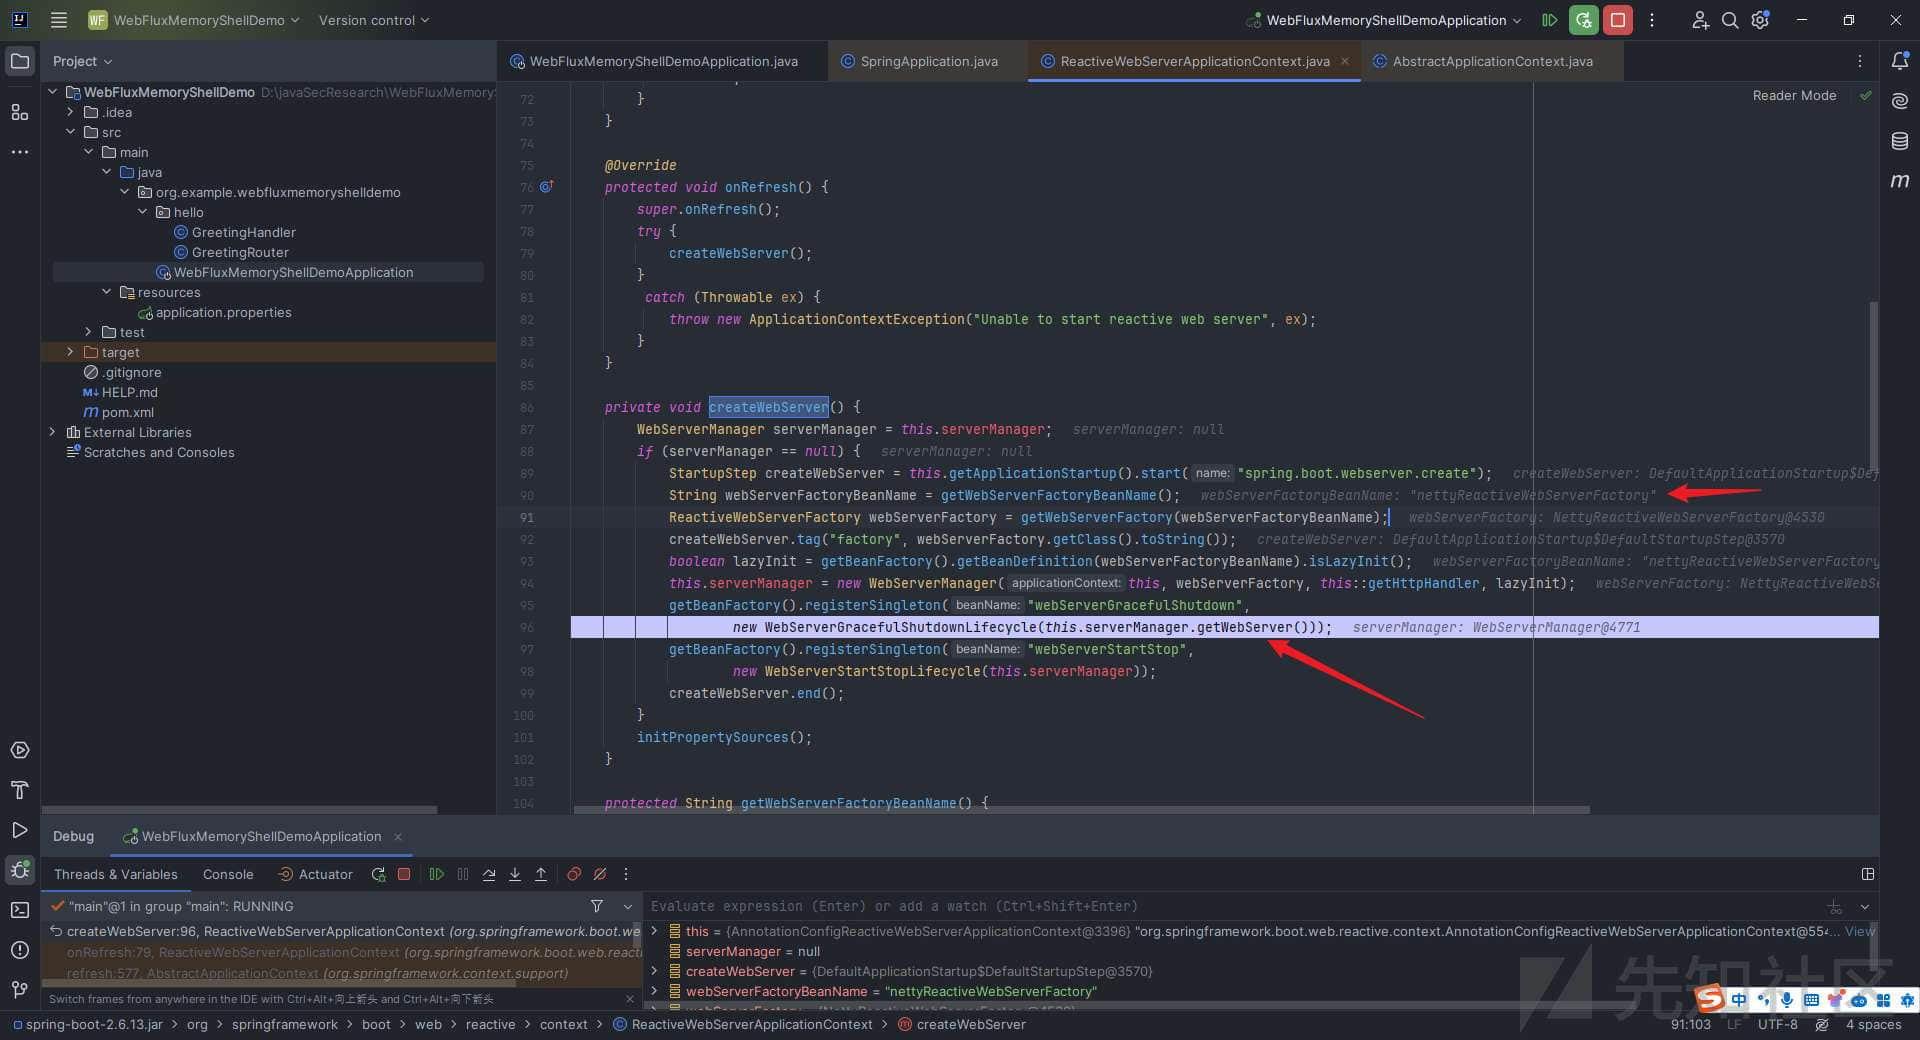 WF WebFluxMemoryShellDemo Version control WebFluxMemoryShellDemoApplication
Project
WebFluxMemoryShellDemoApplication.java SpringApplication.java ReactiveWebServerApplicationContext.java AbstractApplicationContext.java
Reader Mode
WebFluxMemoryShellDemo D:\javaSecResearch\WebFluxMemoryS
.idea
src
main
java
org.example.webfluxmemoryshelldemo
hello
GreetingHandler
GreetingRouter
WebFluxMemoryShellDemoApplication
resources
application.properties
test
target
.gitignore
HELP.md
pom.xml
External Libraries
Scratches and Consoles
72 }
73 }
74
75 @Override
76 protected void onRefresh() {
77 super.onRefresh();
78 try {
79 createWebServer();
80 }
81 catch (Throwable ex) {
82 throw new ApplicationContextException("Unable to start reactive web server", ex);
83 }
84 }
85
86 private void createWebServer() {
87 WebServerManager serverManager = this.serverManager; serverManager: null
88 if (serverManager == null) { serverManager: null
89 StartupStep createWebServer = this.getApplicationStartup().start( name: "spring.boot.webserver.create"); createWebServer: DefaultApplicationStartup$Def
90 String webServerFactoryBeanName = getWebServerFactoryBeanName(); webServerFactoryBeanName: "nettyReactiveWebServerFactory"
91 ReactiveWebServerFactory webServerFactory = getWebServerFactory(webServerFactoryBeanName); webServerFactory: NettyReactiveWebServerFactory@4530
92 createWebServer.tag("factory", webServerFactory.getClass().toString()); createWebServer: DefaultApplicationStartup$DefaultStartupStep@3570
93 boolean lazyInit = getBeanFactory().getBeanDefinition(webServerFactoryBeanName).isLazyInit(); webServerFactoryBeanName: "nettyReactiveWebServerFactory
94 this.serverManager = new WebServerManager( applicationContext: this, webServerFactory, this::getHttpHandler, lazyInit); webServerFactory: NettyReactiveWebSe
95 getBeanFactory().registerSingleton( beanName: "webServerGracefulShutdown",
96 new WebServerGracefulShutdownLifecycle(this.serverManager.getWebServer())); serverManager: WebServerManager@4771
97 getBeanFactory().registerSingleton( beanName: "webServerStartStop",
98 new WebServerStartStopLifecycle(this.serverManager));
99 createWebServer.end();
100 }
101 initPropertySources();
102 }
103
104 protected String getWebServerFactoryBeanName() {
Debug WebFluxMemoryShellDemoApplication
Threads & Variables Console Actuator
"main"@1 in group "main": RUNNING
createWebServer:96, ReactiveWebServerApplicationContext (org.springframework.boot.we
onRefresh:79, ReactiveWebServerApplicationContext (org.springframework.boot.web.reacti
refresh:577, AbstractApplicationContext (org.springframework.context.support)
Switch frames from anywhere in the IDE with Ctrl+Alt+向上箭头 and Ctrl+Alt+向下箭头
Evaluate expression (Enter) or add a watch (Ctrl+Shift+Enter)
this = {AnnotationConfigReactiveWebServerApplicationContext@3396} "org.springframework.boot.web.reactive.context.AnnotationConfigReactiveWebServerApplicationContext@554... View
serverManager = null
createWebServer = {DefaultApplicationStartup$DefaultStartupStep@3570}
webServerFactoryBeanName = "nettyReactiveWebServerFactory"
先知社区
中
spring-boot-2.6.13.jar > org > springframework > boot > web > reactive > context > ReactiveWebServerApplicationContext > createWebServer
91:103 LF UTF-8 4 spaces